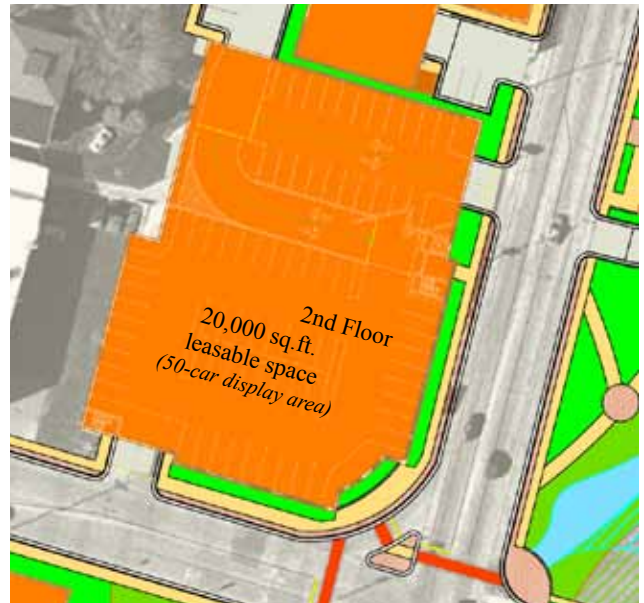 2nd Floor
20,000 sq.ft.
leasable space
(50-car display area)